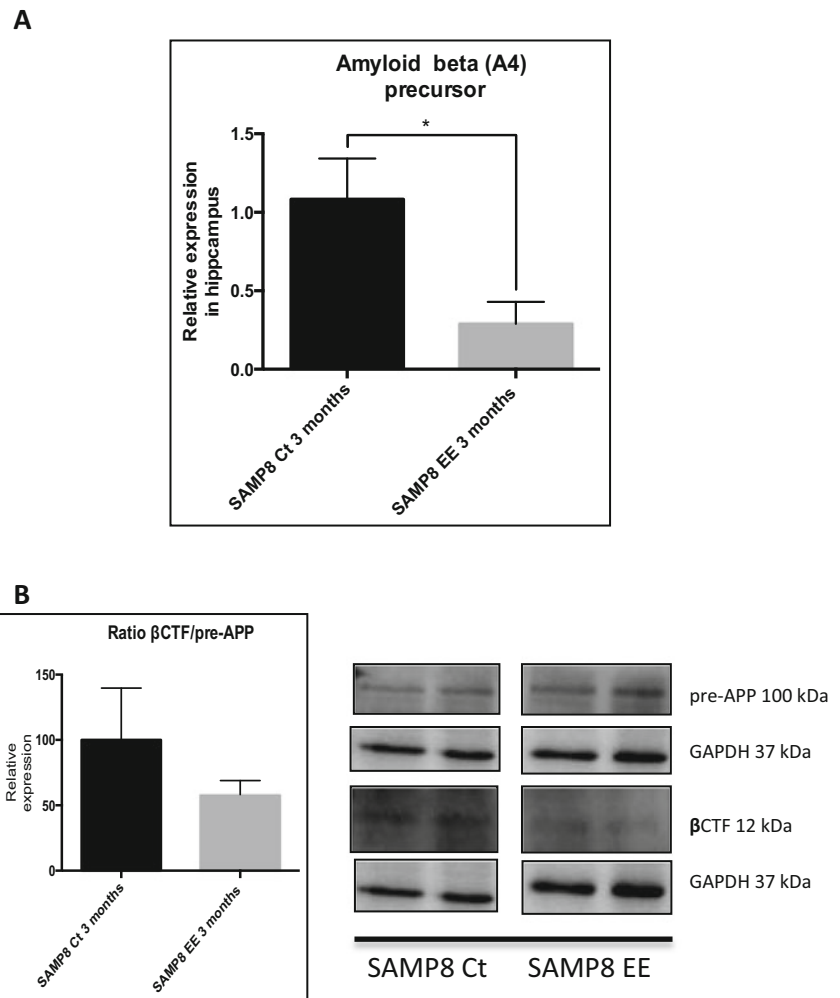 A
Amyloid beta (A4)
precursor
*
1.5
1.0
0.5
0.0
Relative expression
in hippcampus
SAMP8 Ct 3 months
SAMP8 EE 3 months
B
Ratio βCTF/pre-APP
150
100
50
0
Relative
expression
SAMP8 Ct 3 months
SAMP8 EE 3 months
pre-APP 100 kDa
GAPDH 37 kDa
βCTF 12 kDa
GAPDH 37 kDa
SAMP8 Ct
SAMP8 EE